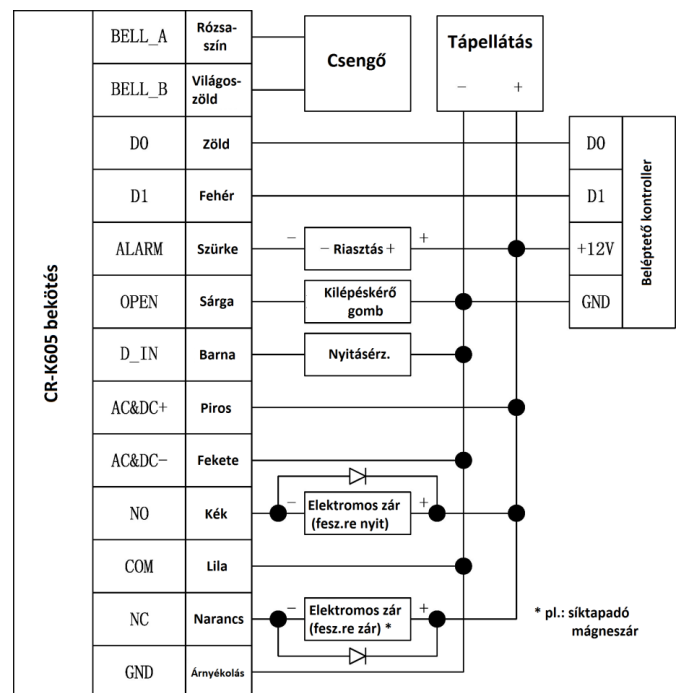 CR-K605 bekötés
BELL_A
Rózsa-
szín
BELL_B
Világos-
zöld
D0
Zöld
D1
Fehér
ALARM
Szürke
OPEN
Sárga
D_IN
Barna
AC&DC+
Piros
AC&DC-
Fekete
NO
Kék
COM
Lila
NC
Narancs
GND
Árnyékolás
Csengő
Tápellátás
- +
- 
- Riasztás +
+
Kilépéskérő
gomb
Nyitásérz.
-
Elektromos zár
(fesz.re nyit)
+
-
Elektromos zár
(fesz.re zár) *
+
D0
D1
+12V
GND
Beléptető kontroller
* pl.: síktapadó
mágneszár